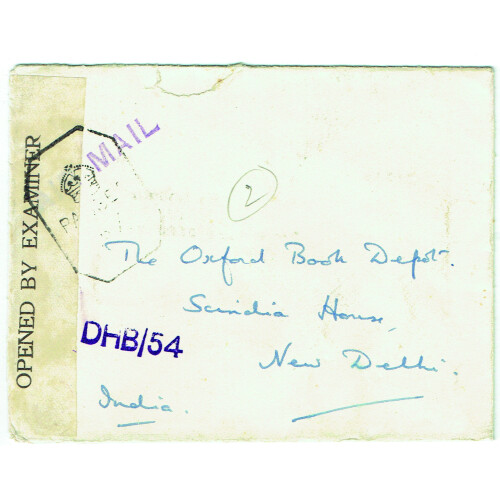 OPENED BY EXAMINER
MAIL
2
The Oxford Book Depot.
Scindia House,
New Delhi.
India.
DHB/54